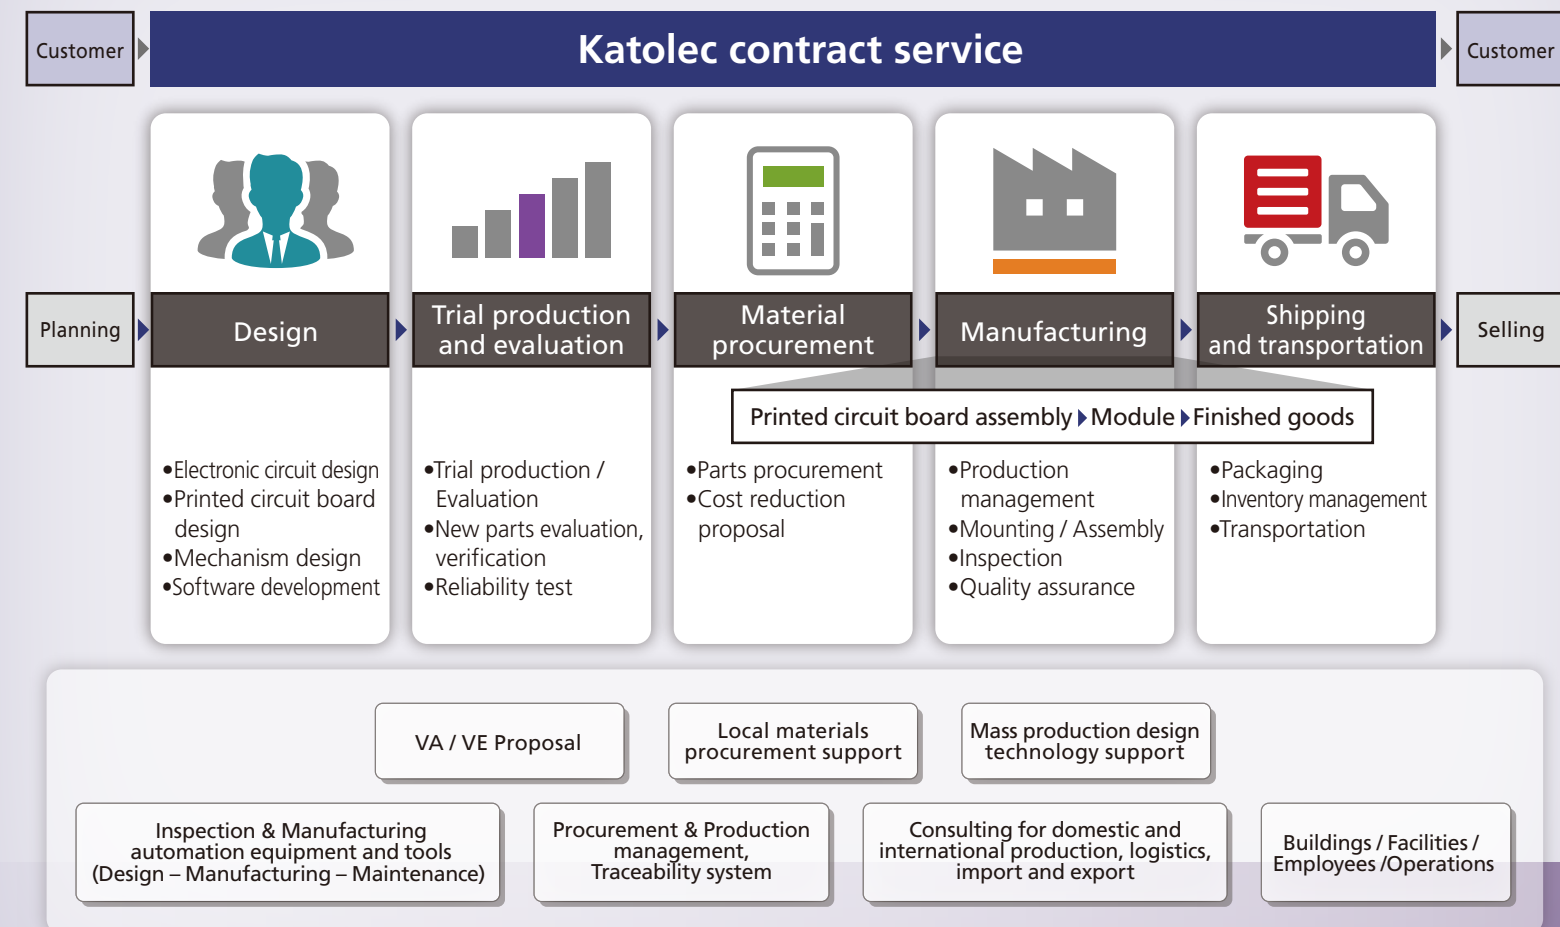 Customer
Katolec contract service
Customer
Planning
Design
Trial production
and evaluation
Material
procurement
Manufacturing
Shipping
and transportation
Selling
Printed circuit board assembly Module Finished goods
•Electronic circuit design
•Printed circuit board
design
•Mechanism design
•Software development
•Trial production /
Evaluation
•New parts evaluation,
verification
•Reliability test
•Parts procurement
•Cost reduction
proposal
•Production
management
•Mounting / Assembly
•Inspection
•Quality assurance
•Packaging
•Inventory management
•Transportation
VA / VE Proposal
Local materials
procurement support
Mass production design
technology support
Inspection & Manufacturing
automation equipment and tools
(Design – Manufacturing – Maintenance)
Procurement & Production
management,
Traceability system
Consulting for domestic and
international production, logistics,
import and export
Buildings / Facilities /
Employees /Operations